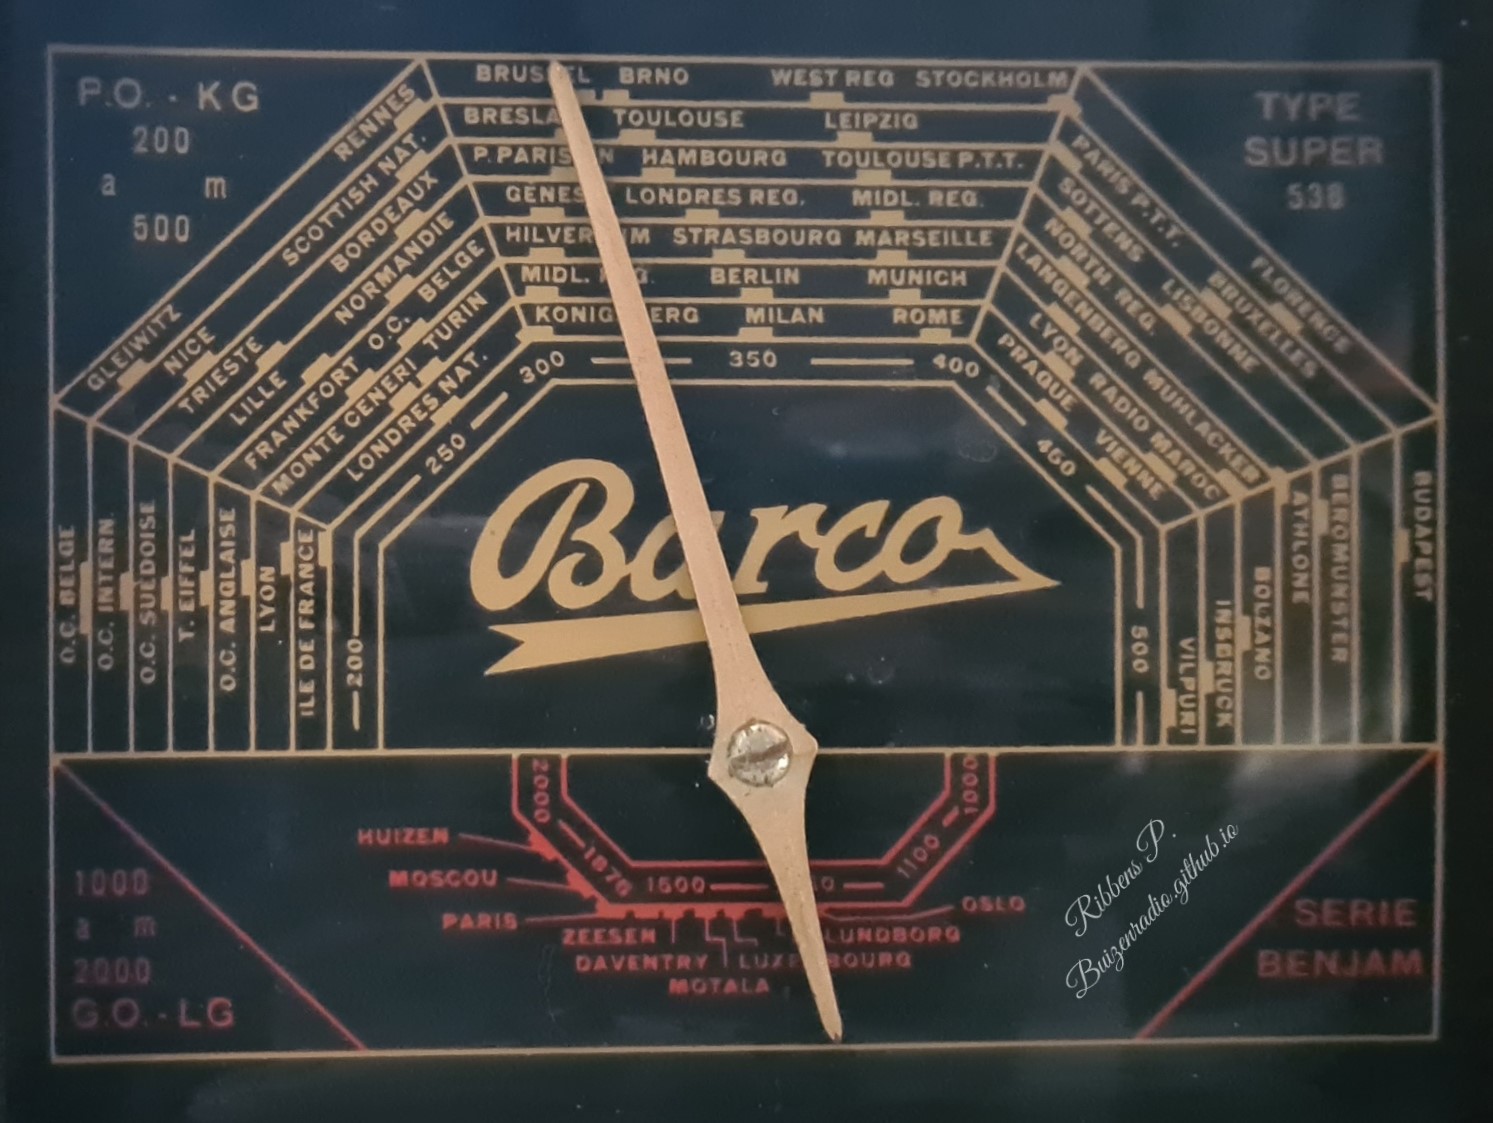 P.O. - KG
200
a m
500
TYPE
SUPER
536
BRNO WEST REG STOCKHOLM
TOULOUSE LEIPZIG
HAMBOURG TOULOUSE P.T.T.
GENES LONDRES REG. MIDL. REG.
STRASBOURG MARSEILLE
MIDL. BERLIN MUNICH
MILAN ROME
300 350 400
RENNES
GLEIWITZ
SCOTTISH NAT.
NICE
BORDEAUX
TRIESTE
NORMANDIE
LILLE
O.C. BELGE
FRANKFORT
TURIN
MONTE CENERI
LONDRES NAT.
250
PARIS P.T.T.
FLORENCE
SOTTENS
BRUXELLES
NORTH. REG.
LISBONNE
LANGENBERG MUHLACKER
LYON RADIO MAROC
PRAGUE
VIENNE
450
O.C. BELGE
O.C. INTERN.
O.C. SUEDOISE
T. EIFFEL
O.C. ANGLAISE
LYON
ILE DE FRANCE
200
500
VILPURI
INSBRUCK
BOLZANO
ATHLONE
BEROMUNSTER
BUDAPEST
Barco
2000 1000
HUIZEN
MOSCOU
PARIS
1875 1500 1100
OSLO
ZEESEN
DAVENTRY
MOTALA
1000
a m
2000
G.O. - LG
SERIE
BENJAM
Ribbens P.
Buizenradio.github.io